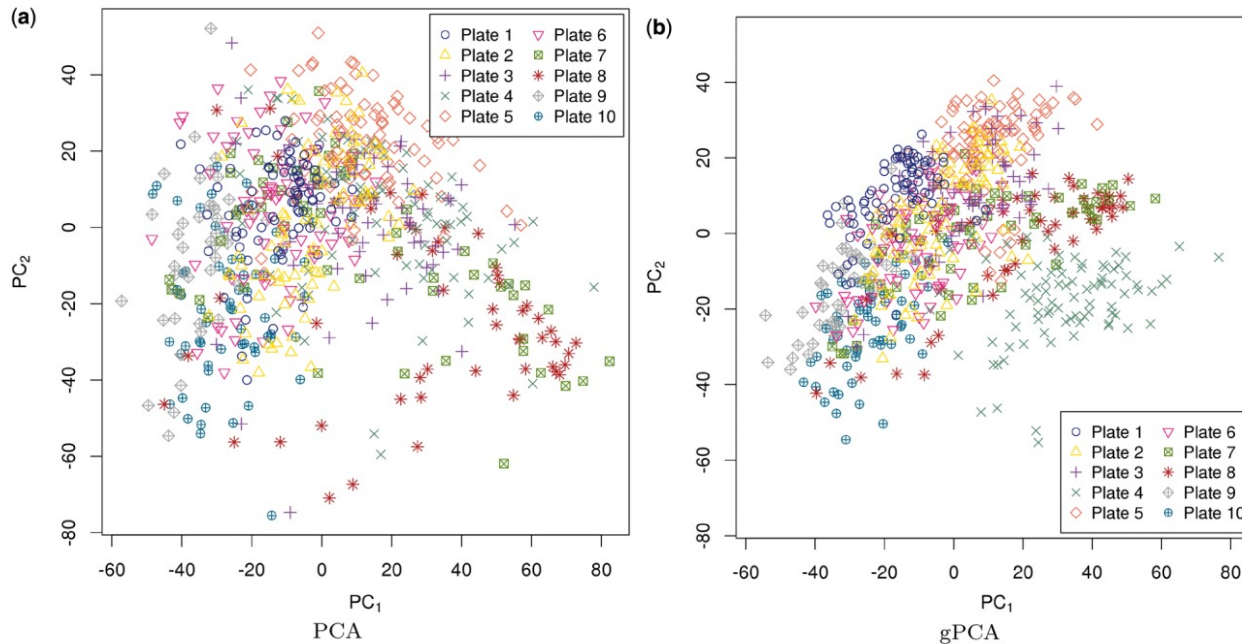 (a)
Plate 1 Plate 6
Plate 2 Plate 7
Plate 3 Plate 8
Plate 4 Plate 9
Plate 5 Plate 10
PC2
40
20
0
-20
-40
-60
-80
-60 -40 -20 0 20 40 60 80
PC1
PCA
(b)
PC2
40
20
0
-20
-40
-60
-80
Plate 1 Plate 6
Plate 2 Plate 7
Plate 3 Plate 8
Plate 4 Plate 9
Plate 5 Plate 10
-60 -40 -20 0 20 40 60 80
PC1
gPCA